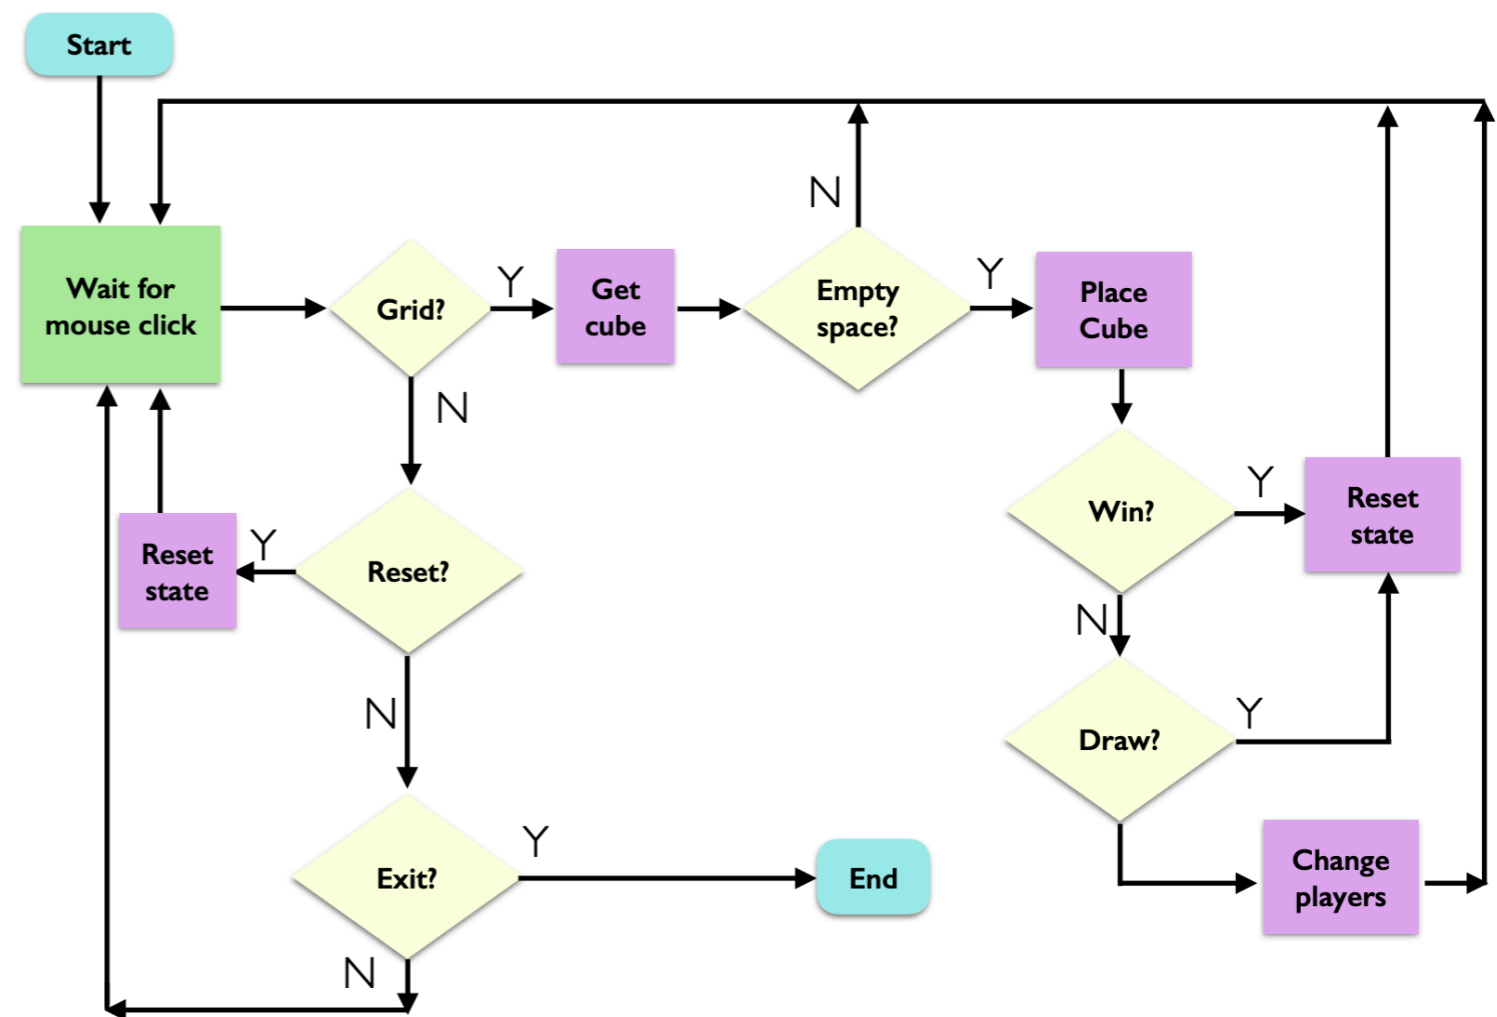 Start
N
Wait for
mouse click
Grid?
Y
Get
cube
Empty
space?
Y
Place
Cube
N
Win?
Y
Reset
state
Reset
state
Y
Reset?
N
N
Draw?
Y
Exit?
Y
End
Change
players
N